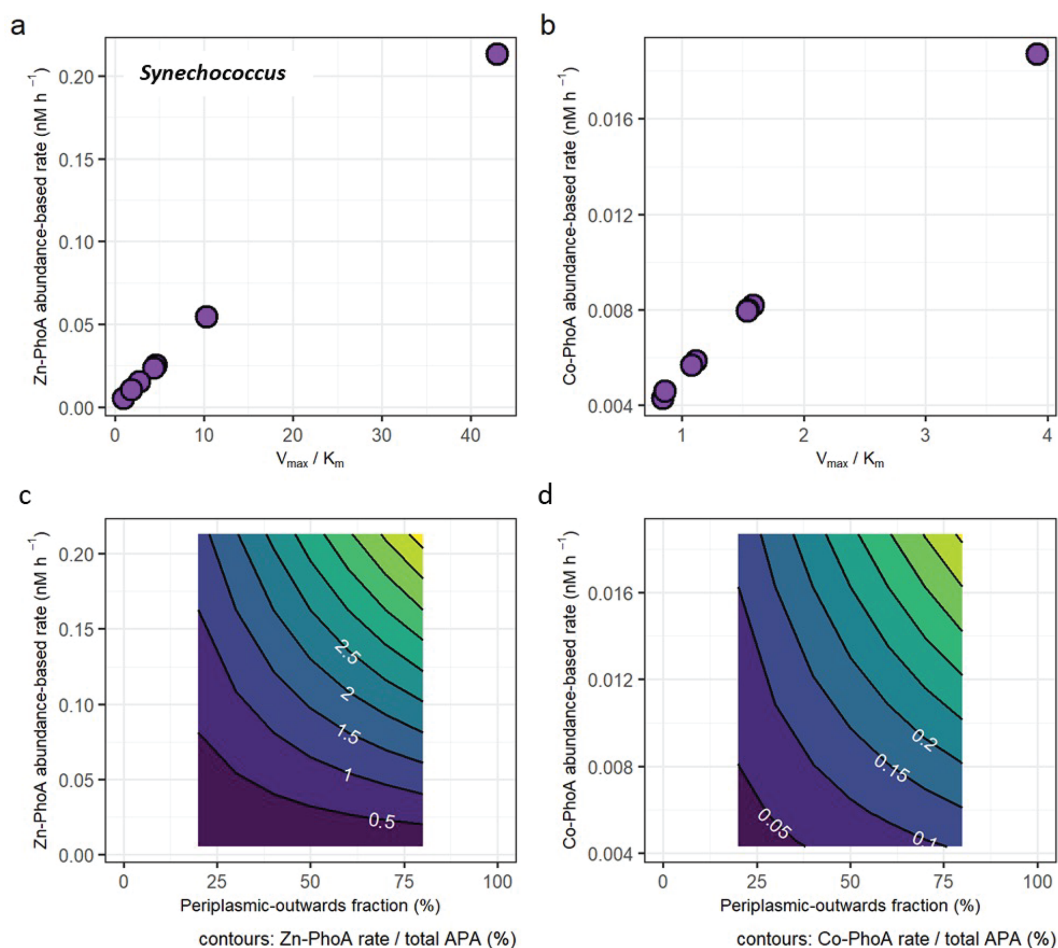 a
Synechococcus
Zn-PhoA abundance-based rate (nM h⁻¹)
0.20
0.15
0.10
0.05
0.00
0 10 20 30 40
Vmax / Km
b
Co-PhoA abundance-based rate (nM h⁻¹)
0.016
0.012
0.008
0.004
1 2 3 4
Vmax / Km
c
Zn-PhoA abundance-based rate (nM h⁻¹)
0.20
0.15
0.10
0.05
0.00
2.5
2
1.5
1
0.5
0 25 50 75 100
Periplasmic-outwards fraction (%)
contours: Zn-PhoA rate / total APA (%)
d
Co-PhoA abundance-based rate (nM h⁻¹)
0.016
0.012
0.008
0.004
0.2
0.15
0.1
0.05
0 25 50 75 100
Periplasmic-outwards fraction (%)
contours: Co-PhoA rate / total APA (%)